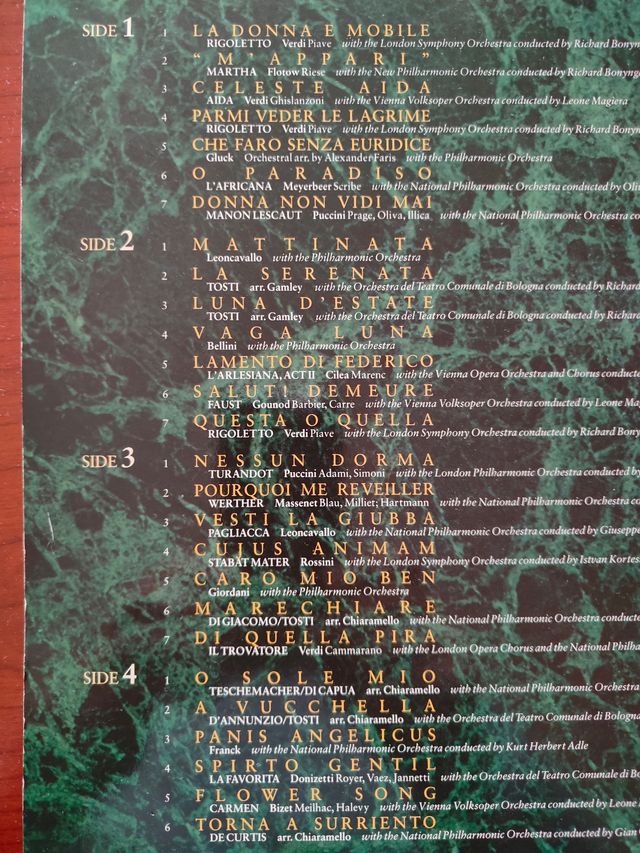 SIDE 1
1 LA DONNA E MOBILE
RIGOLETTO Verdi Piave with the London Symphony Orchestra conducted by Richard Bonyng
2 "M'APPARI"
MARTHA Flotow Riese with the New Philharmonic Orchestra conducted by Richard Bonyng
3 CELESTE AIDA
AIDA Verdi Ghislanzoni with the Vienna Volksoper Orchestra conducted by Leone Magiera
4 PARMI VEDER LE LAGRIME
RIGOLETTO Verdi Piave with the London Symphony Orchestra conducted by Richard Bonyn
5 CHE FARO SENZA EURIDICE
Gluck Orchestral arr. by Alexander Faris with the Philharmonic Orchestra
6 O PARADISO
L'AFRICANA Meyerbeer Scribe with the National Philharmonic Orchestra conducted by Oli
7 DONNA NON VIDI MAI
MANON LESCAUT Puccini Prage, Oliva, Illica with the National Philharmonic Orchestra co
SIDE 2
1 MATTINATA
Leoncavallo with the Philharmonic Orchestra
2 LA SERENATA
TOSTI arr. Gamley with the Orchestra del Teatro Comunale di Bologna conducted by Richard
3 LUNA D'ESTATE
TOSTI arr. Gamley with the Orchestra del Teatro Comunale di Bologna conducted by Richard
4 VAGA LUNA
Bellini with the Philharmonic Orchestra
5 LAMENTO DI FEDERICO
L'ARLESIANA, ACT II Cilea Marenc with the Vienna Opera Orchestra and Chorus conducte
6 SALUT! DEMEURE
FAUST Gounod Barbier, Carre with the Vienna Volksoper Orchestra conducted by Leone Mag
7 QUESTA O QUELLA
RIGOLETTO Verdi Piave with the London Symphony Orchestra conducted by Richard Bony
SIDE 3
1 NESSUN DORMA
TURANDOT Puccini Adami, Simoni with the London Philharmonic Orchestra conducted by
2 POURQUOI ME REVEILLER
WERTHER Massenet Blau, Milliet; Hartmann with the National Philharmonic Orchestra co
3 VESTI LA GIUBBA
PAGLIACCA Leoncavallo with the National Philharmonic Orchestra conducted by Giuseppe
4 CUJUS ANIMAM
STABAT MATER Rossini with the London Symphony Orchestra conducted by Istvan Kertes
5 CARO MIO BEN
Giordani with the Philharmonic Orchestra
6 MARECHIARE
DI GIACOMO/TOSTI arr. Chiaramello with the National Philharmonic Orchestra conducte
7 DI QUELLA PIRA
IL TROVATORE Verdi Cammarano with the London Opera Chorus and the National Philha
SIDE 4
1 O SOLE MIO
TESCHEMACHER/DI CAPUA arr. Chiaramello with the National Philharmonic Orchestra
2 A VUCCHELLA
D'ANNUNZIO/TOSTI arr. Chiaramello with the Orchestra del Teatro Comunale di Bologna
3 PANIS ANGELICUS
Franck with the National Philharmonic Orchestra conducted by Kurt Herbert Adle
4 SPIRTO GENTIL
LA FAVORITA Donizetti Royer, Vaez, Jannetti with the Orchestra del Teatro Comunale di Bo
5 FLOWER SONG
CARMEN Bizet Meilhac, Halevy with the Vienna Volksoper Orchestra conducted by Leone
6 TORNA A SURRIENTO
DE CURTIS arr. Chiaramello with the National Philharmonic Orchestra conducted by Gian